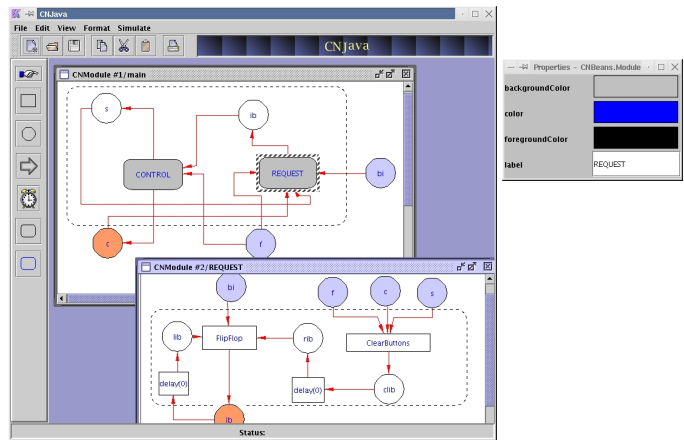 CNJava
File Edit View Format Simulate
CNJava
CNModule #1/main
s
ib
CONTROL
REQUEST
bi
c
f
CNModule #2/REQUEST
bi
f
c
s
lib
FlipFlop
rib
ClearButtons
delay(0)
delay(0)
clib
ib
Status:
Properties - CNBeans.Module
backgroundColor
color
foregroundColor
label
REQUEST